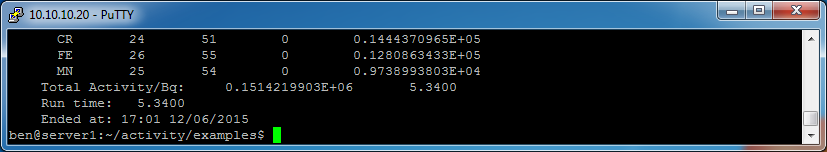 10.10.10.20 - PuTTY
CR 24 51 0 0.1444370965E+05
FE 26 55 0 0.1280863433E+05
MN 25 54 0 0.9738993803E+04
Total Activity/Bq: 0.1514219903E+06 5.3400
Run time: 5.3400
Ended at: 17:01 12/06/2015
ben@server1:~/activity/examples$